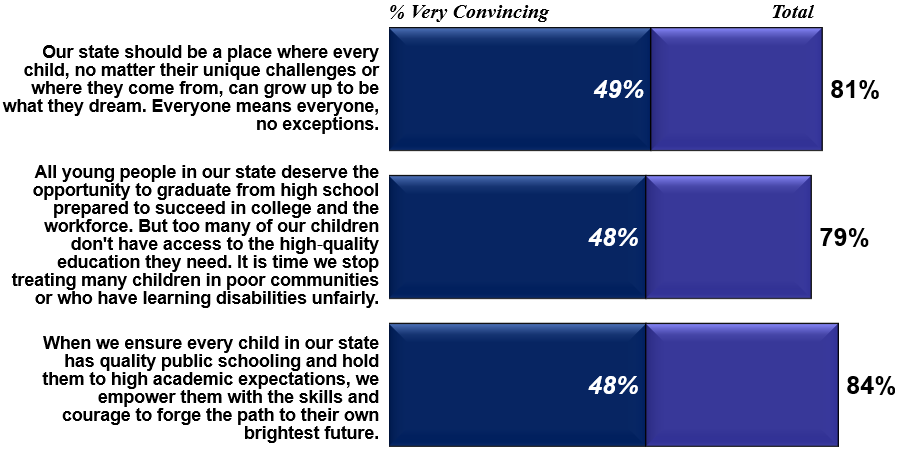 % Very Convincing Total
Our state should be a place where every
child, no matter their unique challenges or
where they come from, can grow up to be
what they dream. Everyone means everyone,
no exceptions.
49% 81%
All young people in our state deserve the
opportunity to graduate from high school
prepared to succeed in college and the
workforce. But too many of our children
don't have access to the high-quality
education they need. It is time we stop
treating many children in poor communities
or who have learning disabilities unfairly.
48% 79%
When we ensure every child in our state
has quality public schooling and hold
them to high academic expectations, we
empower them with the skills and
courage to forge the path to their own
brightest future.
48% 84%